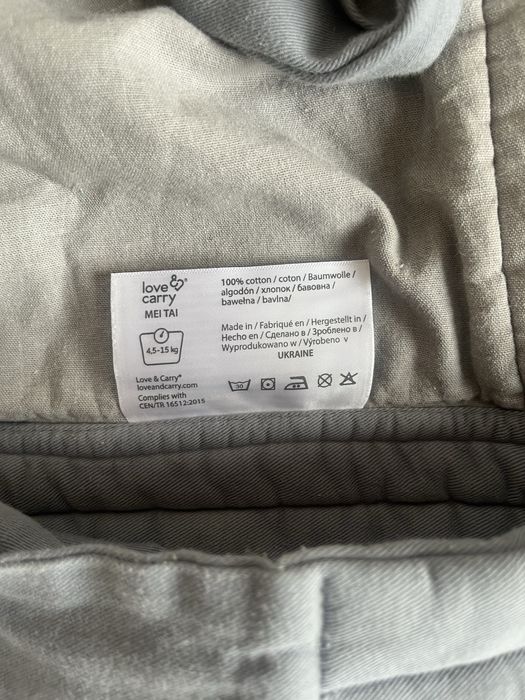 love &®
carry
MEI TAI
4,5-15 kg
Love & Carry®
loveandcarry.com
Complies with
CEN/TR 16512:2015
100% cotton / coton / Baumwolle /
algodón / хлопок / бавовна /
bawełna / bavlna/
Made in / Fabriqué en / Hergestellt in /
Hecho en / Сделано в / Зроблено в /
Wyprodukowano w / Výrobeno v
UKRAINE
30